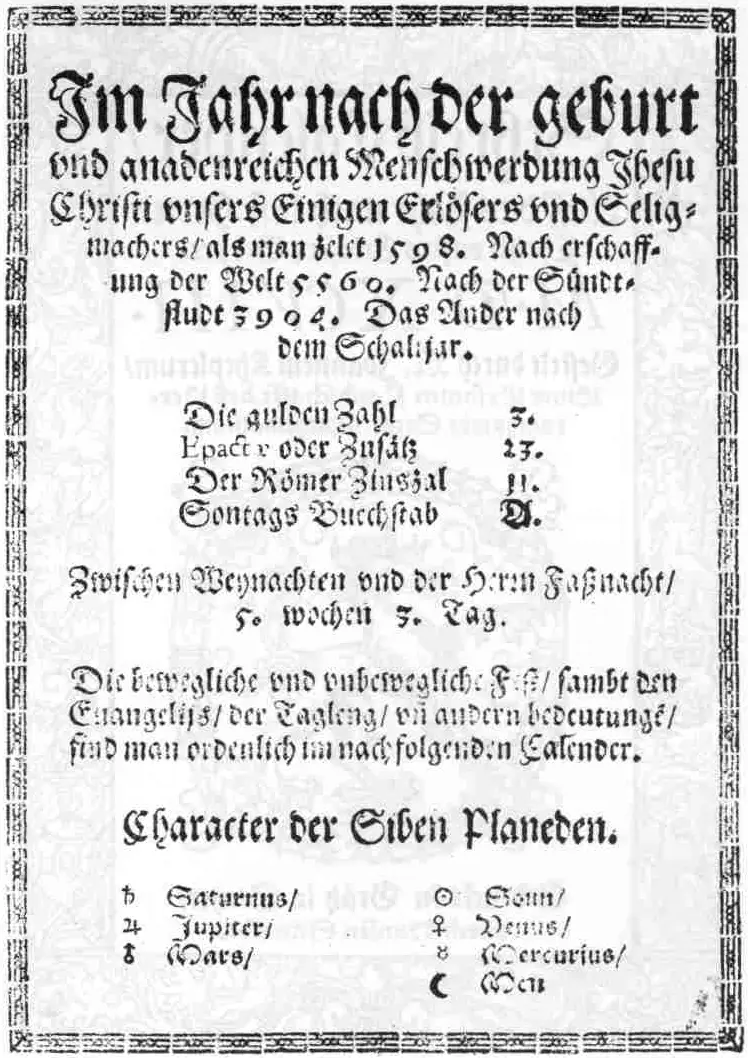 Im Jahr nach der geburt
vnd gnadenreichen Menschwerdung Jhesu
Christi vnsers Einigen Erlösers vnd Selig⸗
machers/ als man zelet 1598. Nach erschaff⸗
ung der Welt 5560. Nach der Sündt⸗
fludt 3904. Das Ander nach
dem Schaltjar.
Die gulden Zahl 3.
Epactæ oder Zusätz 23.
Der Römer Zinszal 11.
Sontags Buechstab A.
Zwischen Weynachten vnd der Herrn Faßnacht/
5. wochen 3. Tag.
Die bewegliche vnd vnbewegliche Fest/ sambt den
Euangelijs/ der Tagleng/ vñ andern bedeutungẽ/
find man ordenlich im nachfolgenden Calender.
Character der Siben Planeden.
♄ Saturnus/ ☉ Sonn/
♃ Jupiter/ ♀ Venus/
♁ Mars/ ☿ Mercurius/
☾ Mon